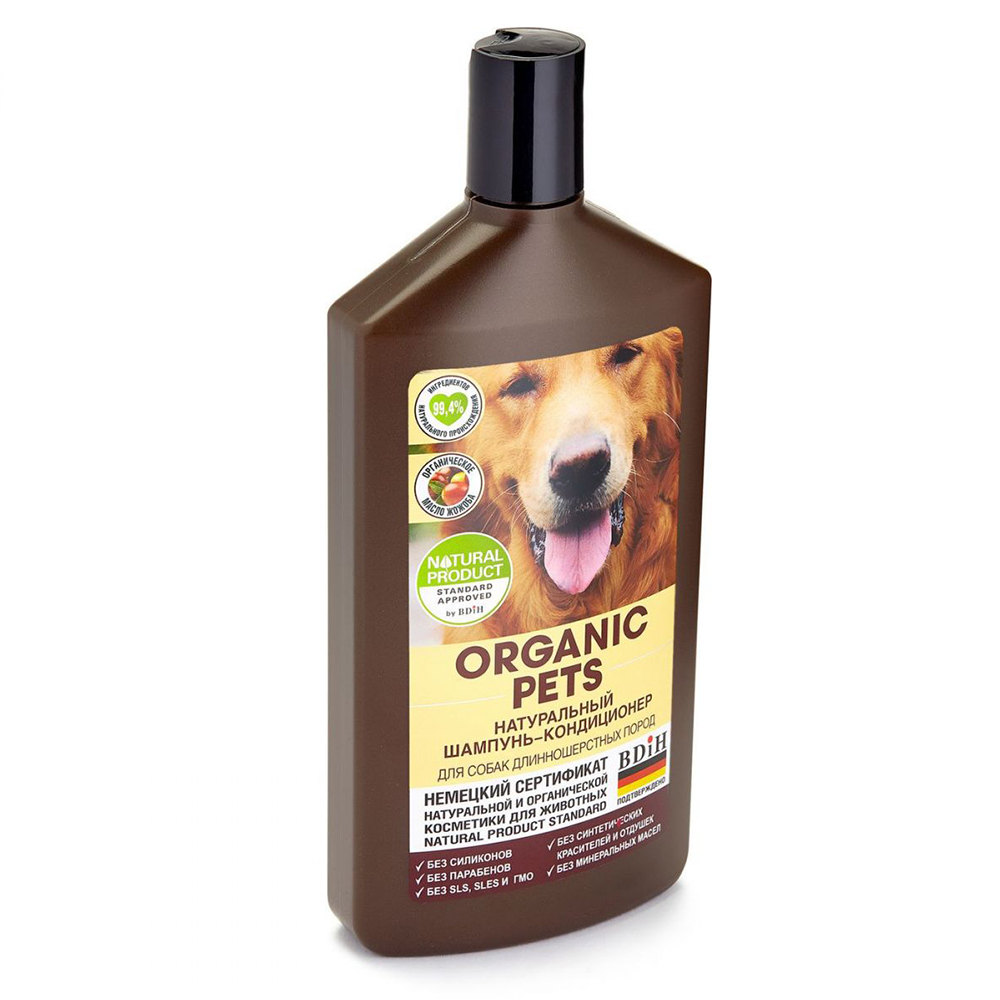 ИНГРЕДИЕНТОВ
99,4%
НАТУРАЛЬНОГО ПРОИСХОЖДЕНИЯ
ОРГАНИЧЕСКОЕ
МАСЛО ЖОЖОБА
NATURAL
PRODUCT
STANDARD
APPROVED
by BDiH
ORGANIC
PETS
НАТУРАЛЬНЫЙ
ШАМПУНЬ-КОНДИЦИОНЕР
ДЛЯ СОБАК ДЛИННОШЕРСТНЫХ ПОРОД
НЕМЕЦКИЙ СЕРТИФИКАТ
НАТУРАЛЬНОЙ И ОРГАНИЧЕСКОЙ
КОСМЕТИКИ ДЛЯ ЖИВОТНЫХ
NATURAL PRODUCT STANDARD
BDiH
ПОДТВЕРЖДЕНО
✓ БЕЗ СИЛИКОНОВ
✓ БЕЗ ПАРАБЕНОВ
✓ БЕЗ SLS, SLES И ГМО
✓ БЕЗ СИНТЕТИЧЕСКИХ
КРАСИТЕЛЕЙ И ОТДУШЕК
✓ БЕЗ МИНЕРАЛЬНЫХ МАСЕЛ